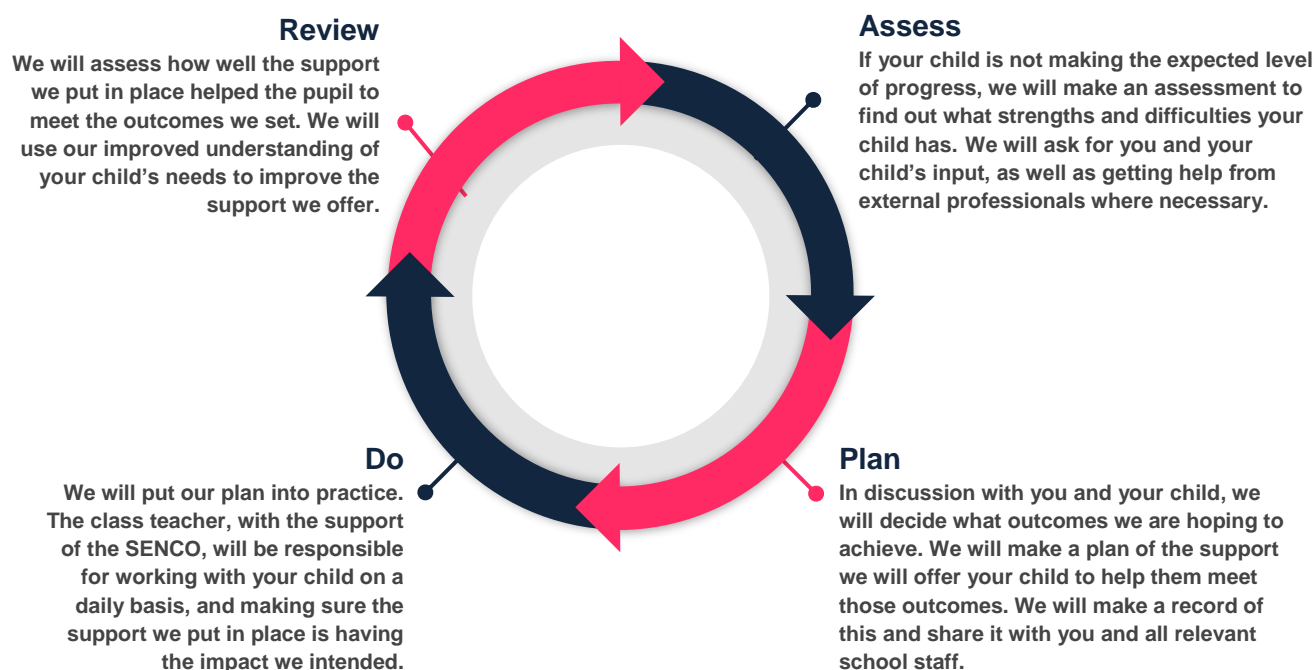 Review
We will assess how well the support
we put in place helped the pupil to
meet the outcomes we set. We will
use our improved understanding of
your child’s needs to improve the
support we offer.
Assess
If your child is not making the expected level
of progress, we will make an assessment to
find out what strengths and difficulties your
child has. We will ask for you and your
child’s input, as well as getting help from
external professionals where necessary.
Do
We will put our plan into practice.
The class teacher, with the support
of the SENCO, will be responsible
for working with your child on a
daily basis, and making sure the
support we put in place is having
the impact we intended.
Plan
In discussion with you and your child, we
will decide what outcomes we are hoping to
achieve. We will make a plan of the support
we will offer your child to help them meet
those outcomes. We will make a record of
this and share it with you and all relevant
school staff.